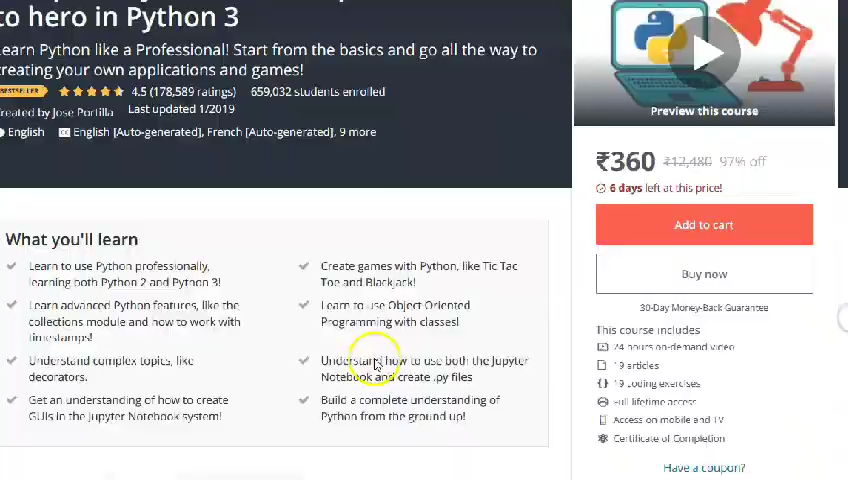 to hero in Python 3
Learn Python like a Professional! Start from the basics and go all the way to
creating your own applications and games!
BESTSELLER 4.5 (178,589 ratings) 659,032 students enrolled
reated by Jose Portilla Last updated 1/2019
English English [Auto-generated], French [Auto-generated], 9 more
Preview this course
₹360 ₹12,480 97% off
6 days left at this price!
Add to cart
Buy now
30-Day Money-Back Guarantee
This course includes
24 hours on-demand video
19 articles
19 coding exercises
Full lifetime access
Access on mobile and TV
Certificate of Completion
Have a coupon?
What you'll learn
Learn to use Python professionally,
learning both Python 2 and Python 3!
Learn advanced Python features, like the
collections module and how to work with
timestamps!
Understand complex topics, like
decorators.
Get an understanding of how to create
GUIs in the Jupyter Notebook system!
Create games with Python, like Tic Tac
Toe and Blackjack!
Learn to use Object Oriented
Programming with classes!
Understand how to use both the Jupyter
Notebook and create .py files
Build a complete understanding of
Python from the ground up!